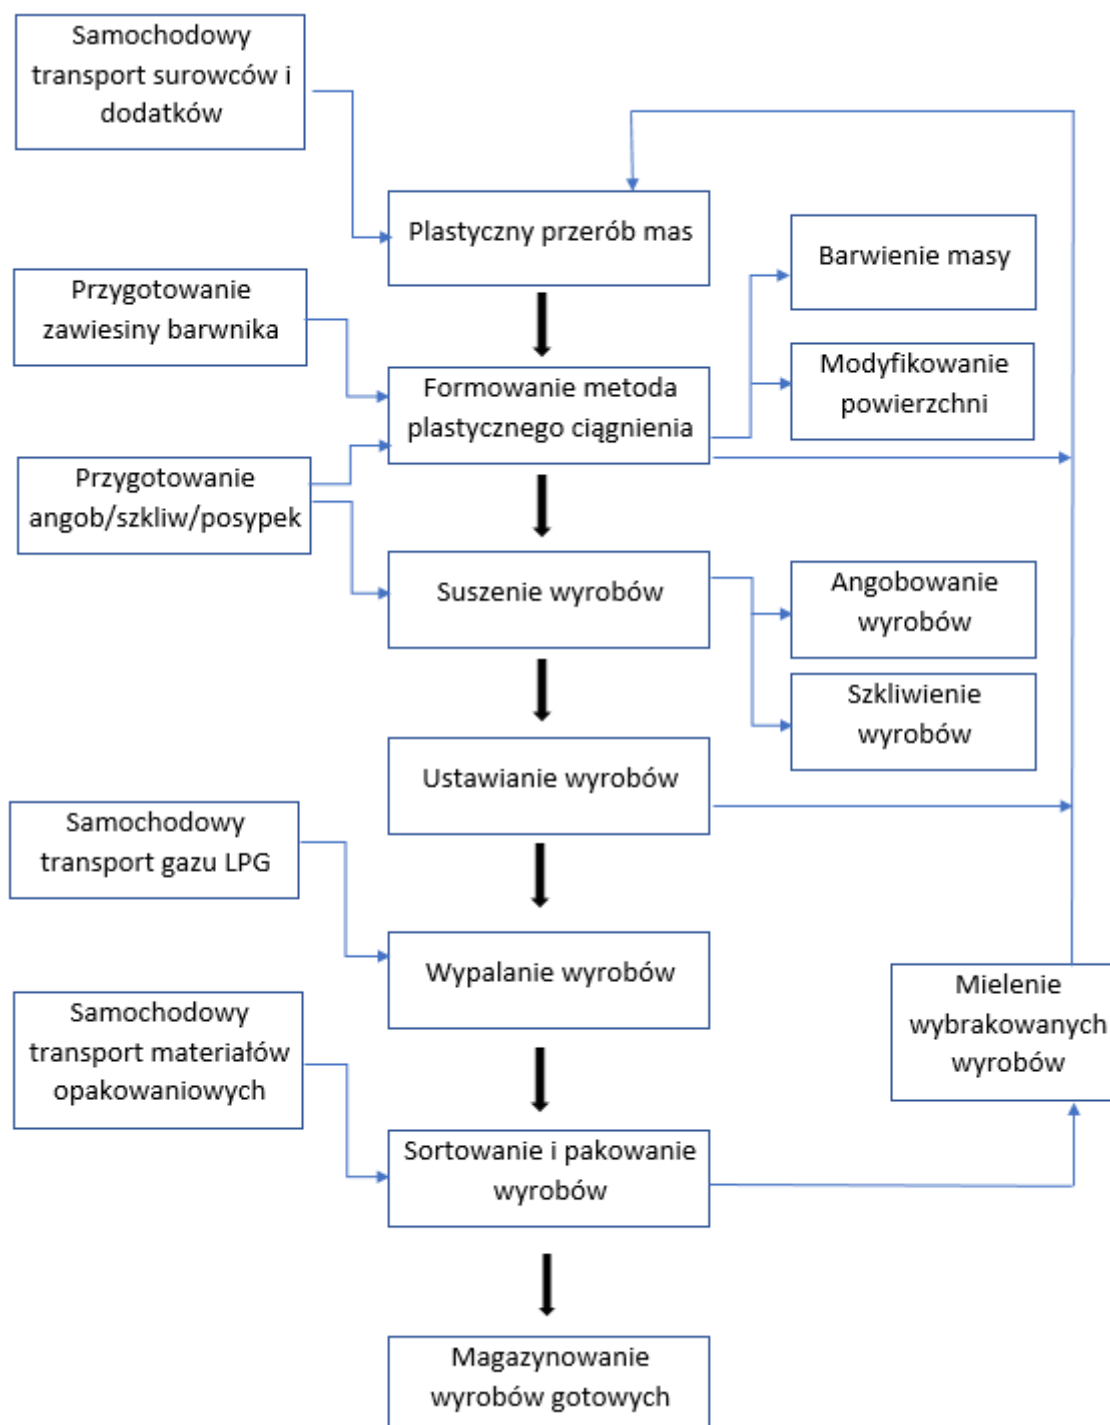 Samochodowy
transport surowców i
dodatków
Plastyczny przerób mas
Barwienie masy
Przygotowanie
zawiesiny barwnika
Formowanie metoda
plastycznego ciągnienia
Modyfikowanie
powierzchni
Przygotowanie
angob/szkliw/posypek
Suszenie wyrobów
Angobowanie
wyrobów
Szkliwienie
wyrobów
Ustawianie wyrobów
Samochodowy
transport gazu LPG
Wypalanie wyrobów
Mielenie
wybrakowanych
wyrobów
Samochodowy
transport materiałów
opakowaniowych
Sortowanie i pakowanie
wyrobów
Magazynowanie
wyrobów gotowych